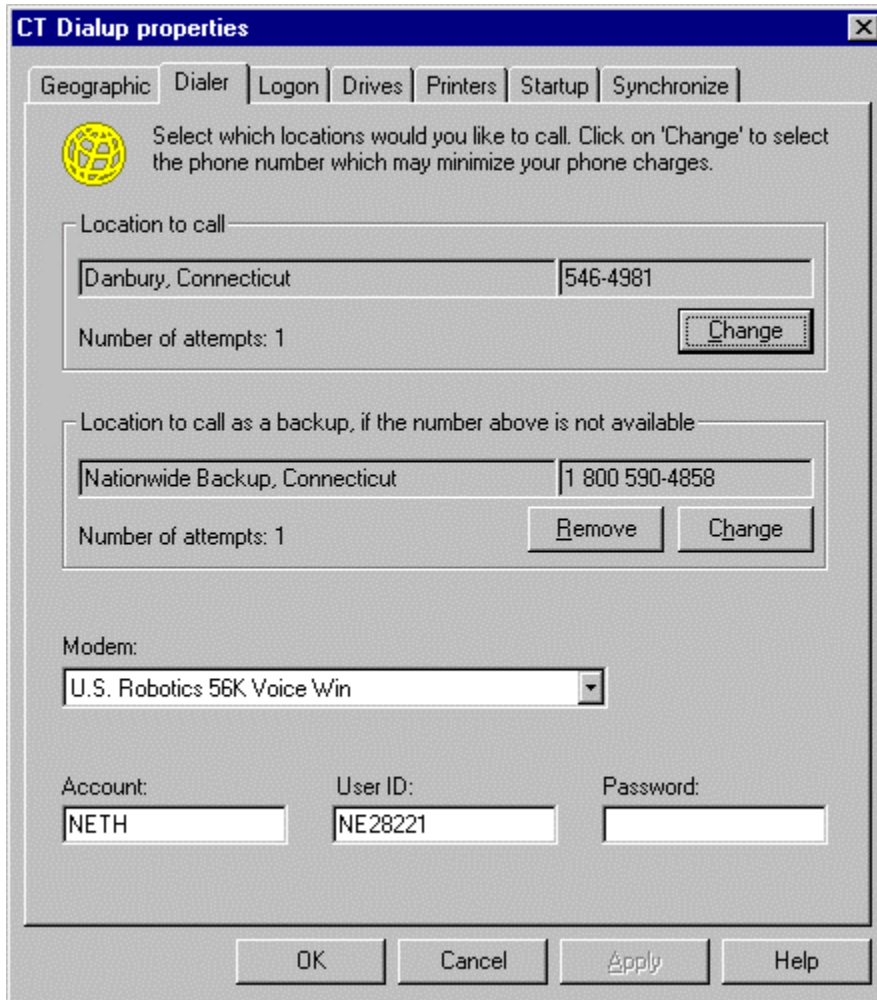 CT Dialup properties
Geographic Dialer Logon Drives Printers Startup Synchronize
Select which locations would you like to call. Click on 'Change' to select
the phone number which may minimize your phone charges.
Location to call
Danbury, Connecticut 546-4981
Number of attempts: 1 Change
Location to call as a backup, if the number above is not available
Nationwide Backup, Connecticut 1 800 590-4858
Number of attempts: 1 Remove Change
Modem:
U.S. Robotics 56K Voice Win
Account: User ID: Password:
NETH NE28221
OK Cancel Apply Help